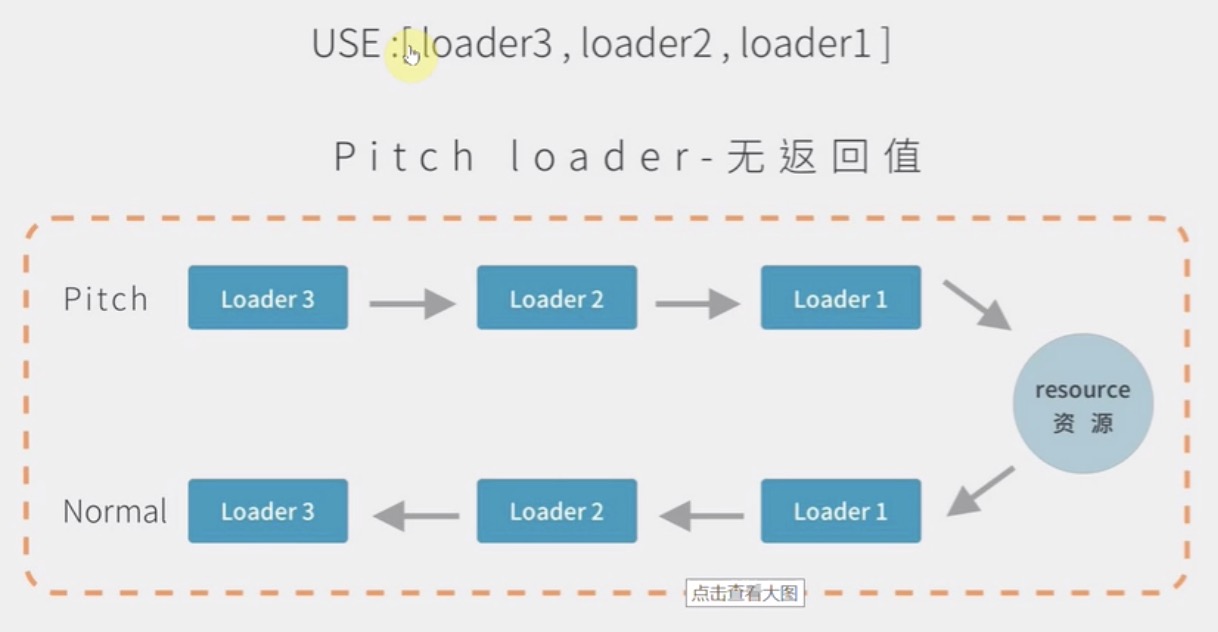 USE :[ loader3 , loader2 , loader1 ]
Pitch loader-无返回值
Pitch
Loader 3
Loader 2
Loader 1
resource
资 源
Normal
Loader 3
Loader 2
Loader 1
点击查看大图